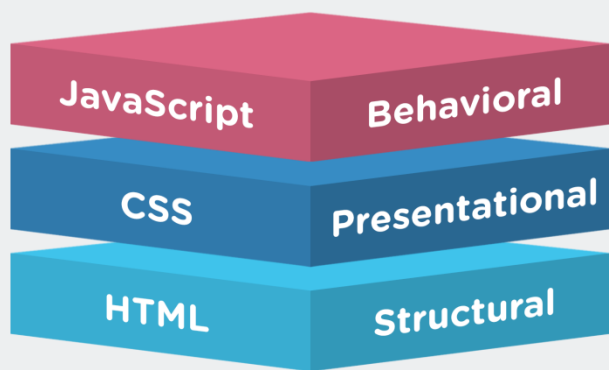 JavaScript
Behavioral
CSS
Presentational
HTML
Structural